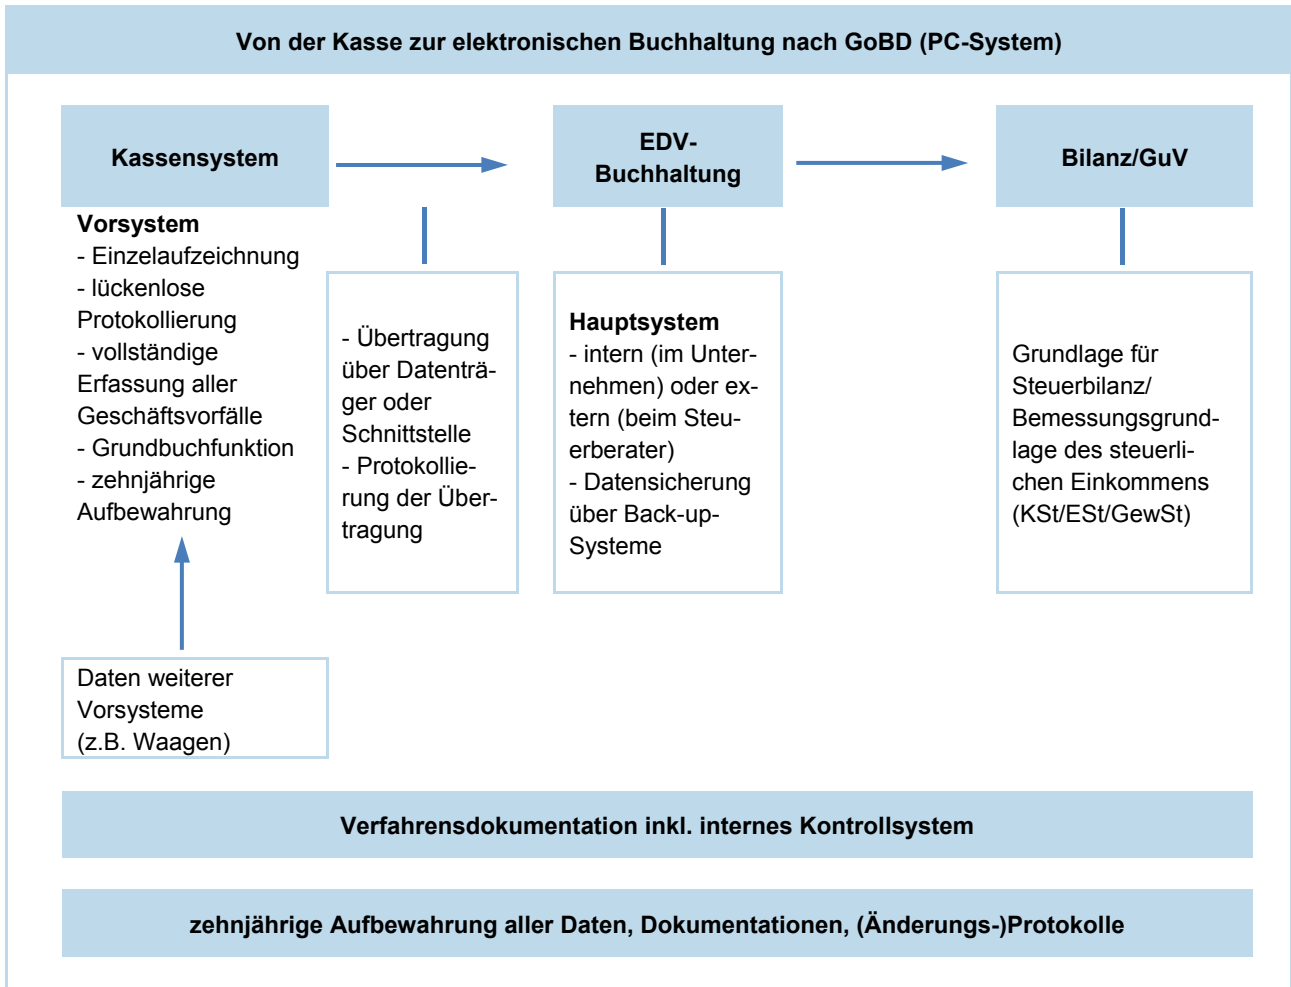 Von der Kasse zur elektronischen Buchhaltung nach GoBD (PC-System)
Kassensystem
EDV-
Buchhaltung
Bilanz/GuV
Vorsystem
- Einzelaufzeichnung
- lückenlose
Protokollierung
- vollständige
Erfassung aller
Geschäftsvorfälle
- Grundbuchfunktion
- zehnjährige
Aufbewahrung
- Übertragung
über Datenträ-
ger oder
Schnittstelle
- Protokollie-
rung der Über-
tragung
Hauptsystem
- intern (im Unter-
nehmen) oder ex-
tern (beim Steu-
erberater)
- Datensicherung
über Back-up-
Systeme
Grundlage für
Steuerbilanz/
Bemessungsgrund-
lage des steuerli-
chen Einkommens
(KSt/ESt/GewSt)
Daten weiterer
Vorsysteme
(z.B. Waagen)
Verfahrensdokumentation inkl. internes Kontrollsystem
zehnjährige Aufbewahrung aller Daten, Dokumentationen, (Änderungs-)Protokolle